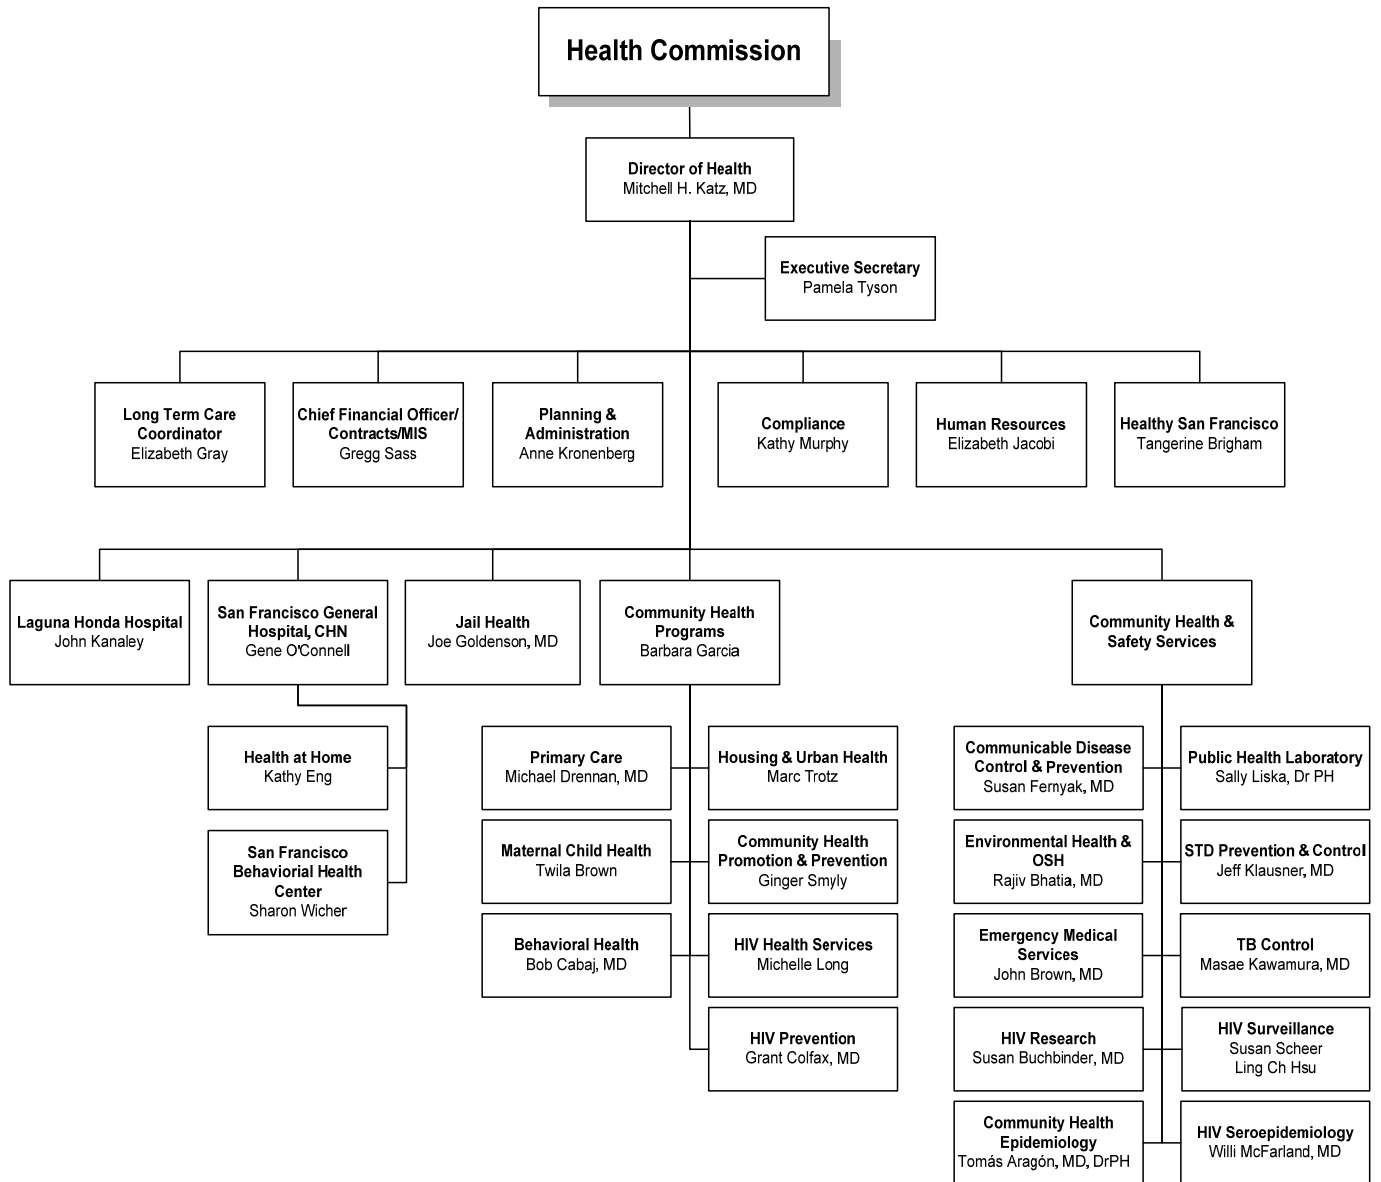 Health Commission
Director of Health
Mitchell H. Katz, MD
Executive Secretary
Pamela Tyson
Long Term Care
Coordinator
Elizabeth Gray
Chief Financial Officer/
Contracts/MIS
Gregg Sass
Planning &
Administration
Anne Kronenberg
Compliance
Kathy Murphy
Human Resources
Elizabeth Jacobi
Healthy San Francisco
Tangerine Brigham
Laguna Honda Hospital
John Kanaley
San Francisco General
Hospital, CHN
Gene O'Connell
Jail Health
Joe Goldenson, MD
Community Health
Programs
Barbara Garcia
Community Health &
Safety Services
Health at Home
Kathy Eng
San Francisco
Behaviorial Health
Center
Sharon Wicher
Primary Care
Michael Drennan, MD
Housing & Urban Health
Marc Trotz
Maternal Child Health
Twila Brown
Community Health
Promotion & Prevention
Ginger Smyly
Behavioral Health
Bob Cabaj, MD
HIV Health Services
Michelle Long
HIV Prevention
Grant Colfax, MD
Communicable Disease
Control & Prevention
Susan Fernyak, MD
Public Health Laboratory
Sally Liska, Dr PH
Environmental Health &
OSH
Rajiv Bhatia, MD
STD Prevention & Control
Jeff Klausner, MD
Emergency Medical
Services
John Brown, MD
TB Control
Masae Kawamura, MD
HIV Research
Susan Buchbinder, MD
HIV Surveillance
Susan Scheer
Ling Ch Hsu
Community Health
Epidemiology
Tomás Aragón, MD, DrPH
HIV Seroepidemiology
Willi McFarland, MD